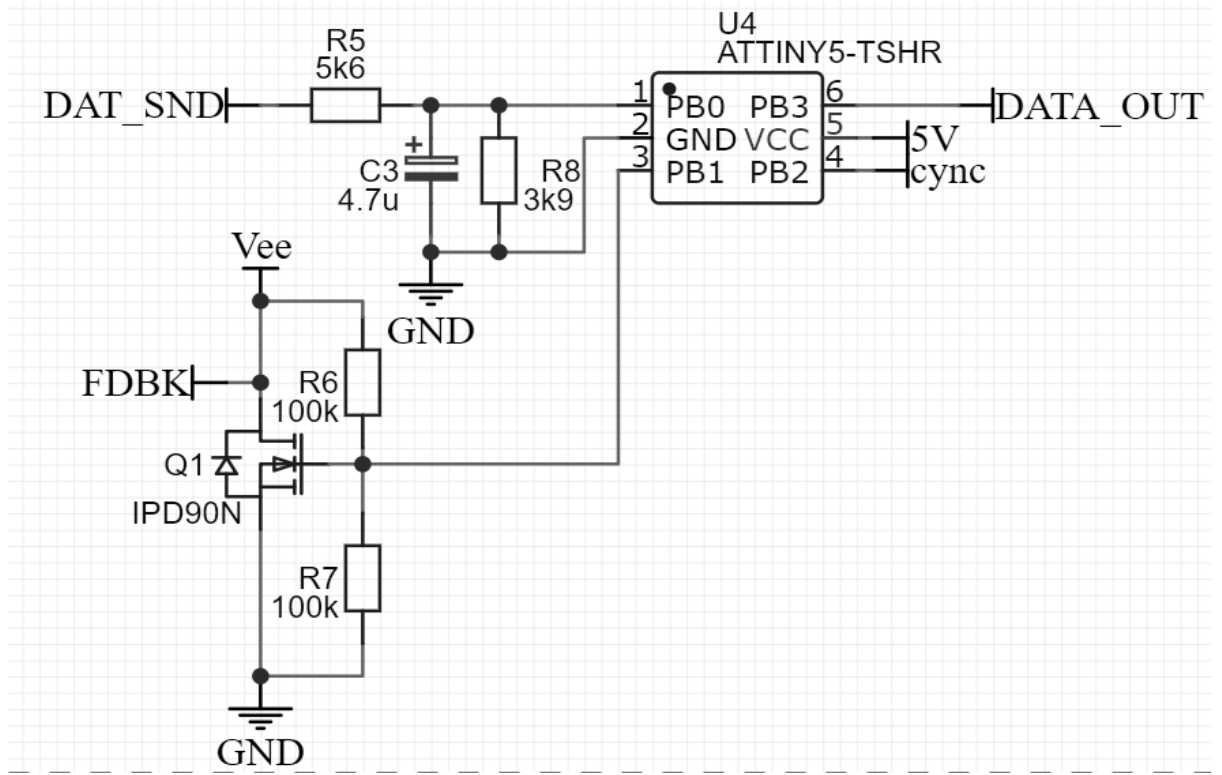 U4
ATTINY5-TSHR
R5
5k6
DAT_SND
1 PB0 PB3 6
DATA_OUT
2 GND VCC 5
5V
3 PB1 PB2 4
cync
+
C3
4.7u
R8
3k9
GND
Vee
FDBK
R6
100k
Q1
IPD90N
R7
100k
GND